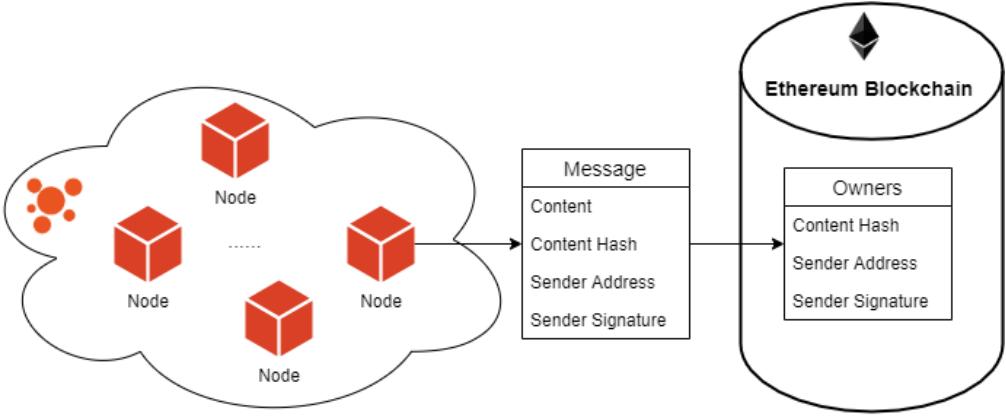 Ethereum Blockchain
Node
Node
......
Node
Node
Message
Content
Content Hash
Sender Address
Sender Signature
Owners
Content Hash
Sender Address
Sender Signature